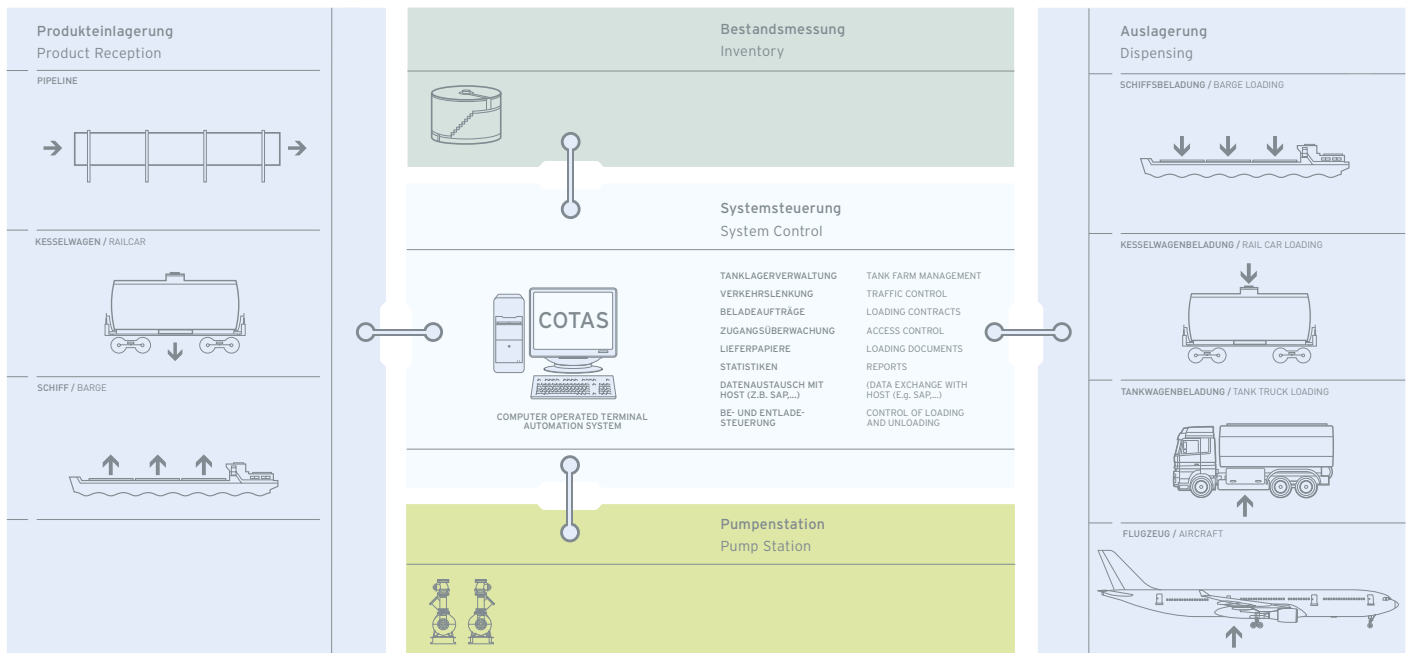 Produkteinlagerung
Product Reception
PIPELINE
KESSELWAGEN / RAILCAR
SCHIFF / BARGE
Bestandsmessung
Inventory
Systemsteuerung
System Control
COTAS
COMPUTER OPERATED TERMINAL
AUTOMATION SYSTEM
TANKLAGERVERWALTUNG TANK FARM MANAGEMENT
VERKEHRSLENKUNG TRAFFIC CONTROL
BELADEAUFTRÄGE LOADING CONTRACTS
ZUGANGSÜBERWACHUNG ACCESS CONTROL
LIEFERPAPIERE LOADING DOCUMENTS
STATISTIKEN REPORTS
DATENAUSTAUSCH MIT (DATA EXCHANGE WITH
HOST (Z.B. SAP,...) HOST (E.g. SAP,...)
BE- UND ENTLADE- CONTROL OF LOADING
STEUERUNG AND UNLOADING
Pumpenstation
Pump Station
Auslagerung
Dispensing
SCHIFFSBELADUNG / BARGE LOADING
KESSELWAGENBELADUNG / RAIL CAR LOADING
TANKWAGENBELADUNG / TANK TRUCK LOADING
FLUGZEUG / AIRCRAFT